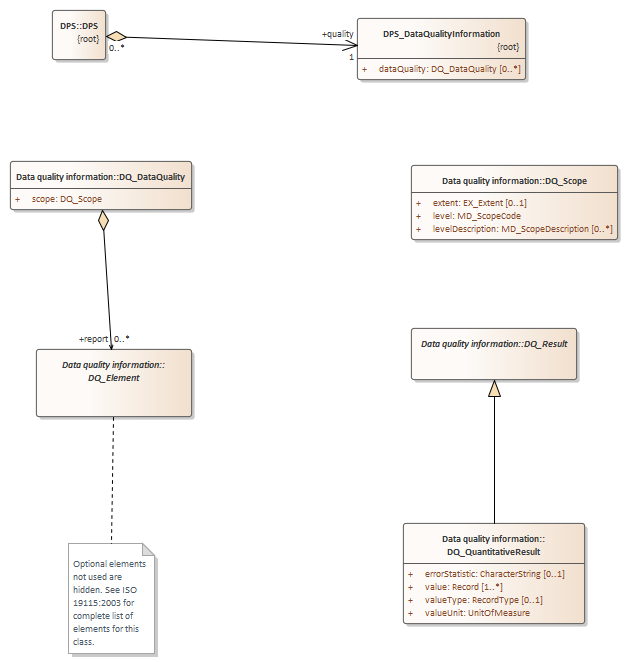 DPS::DPS
{root}
0..*
+quality
1
DPS_DataQualityInformation
{root}
+ dataQuality: DQ_DataQuality [0..*]
Data quality information::DQ_DataQuality
+ scope: DQ_Scope
Data quality information::DQ_Scope
+ extent: EX_Extent [0..1]
+ level: MD_ScopeCode
+ levelDescription: MD_ScopeDescription [0..*]
+report 0..*
Data quality information::
DQ_Element
Data quality information::DQ_Result
Optional elements
not used are
hidden. See ISO
19115:2003 for
complete list of
elements for this
class.
Data quality information::
DQ_QuantitativeResult
+ errorStatistic: CharacterString [0..1]
+ value: Record [1..*]
+ valueType: RecordType [0..1]
+ valueUnit: UnitOfMeasure